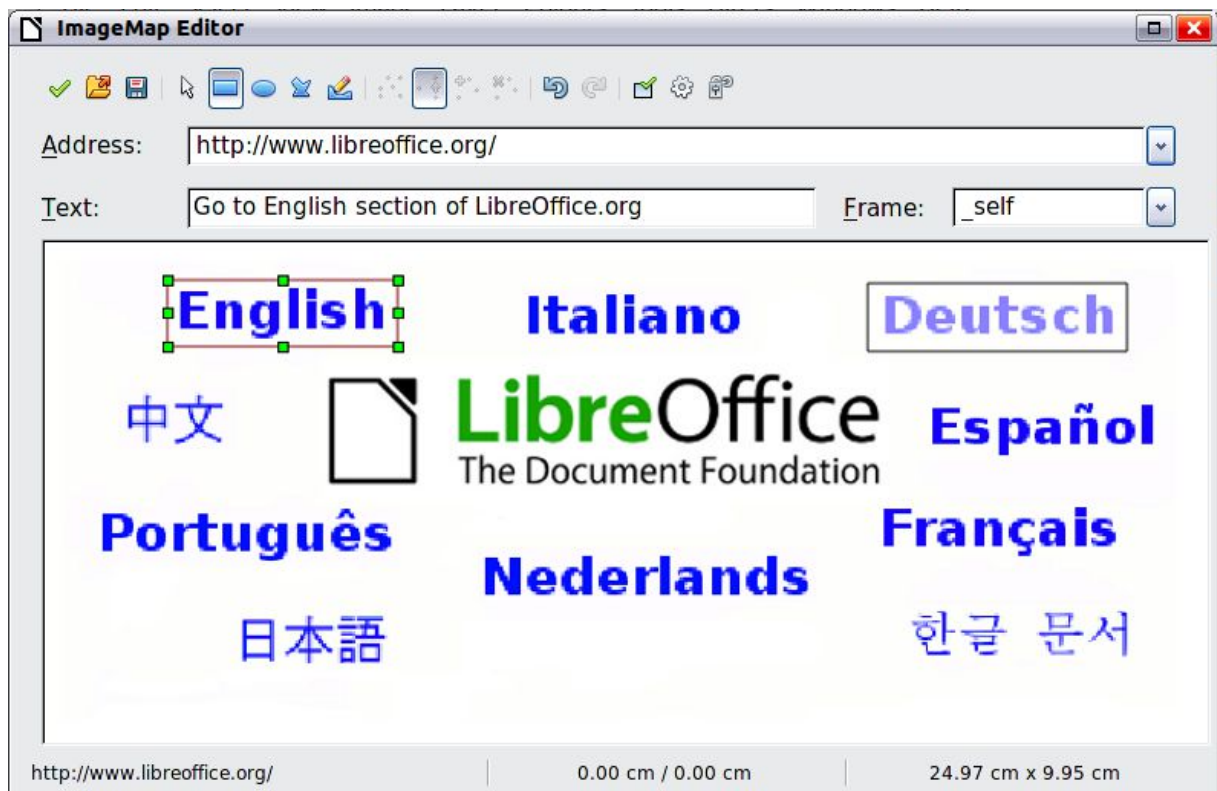 ImageMap Editor
Address: http://www.libreoffice.org/
Text: Go to English section of LibreOffice.org Frame: _self
English Italiano Deutsch
中文 LibreOffice Español
The Document Foundation
Português Français
Nederlands
日本語 한글 문서
http://www.libreoffice.org/ 0.00 cm / 0.00 cm 24.97 cm x 9.95 cm